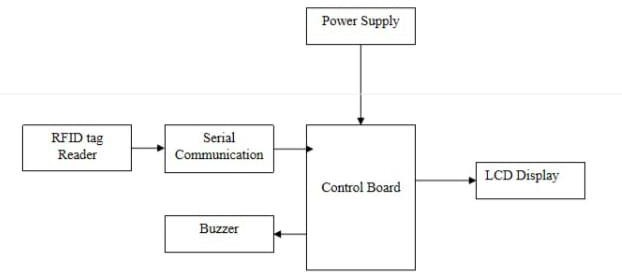 Power Supply
RFID tag
Reader
Serial
Communication
Control Board
LCD Display
Buzzer